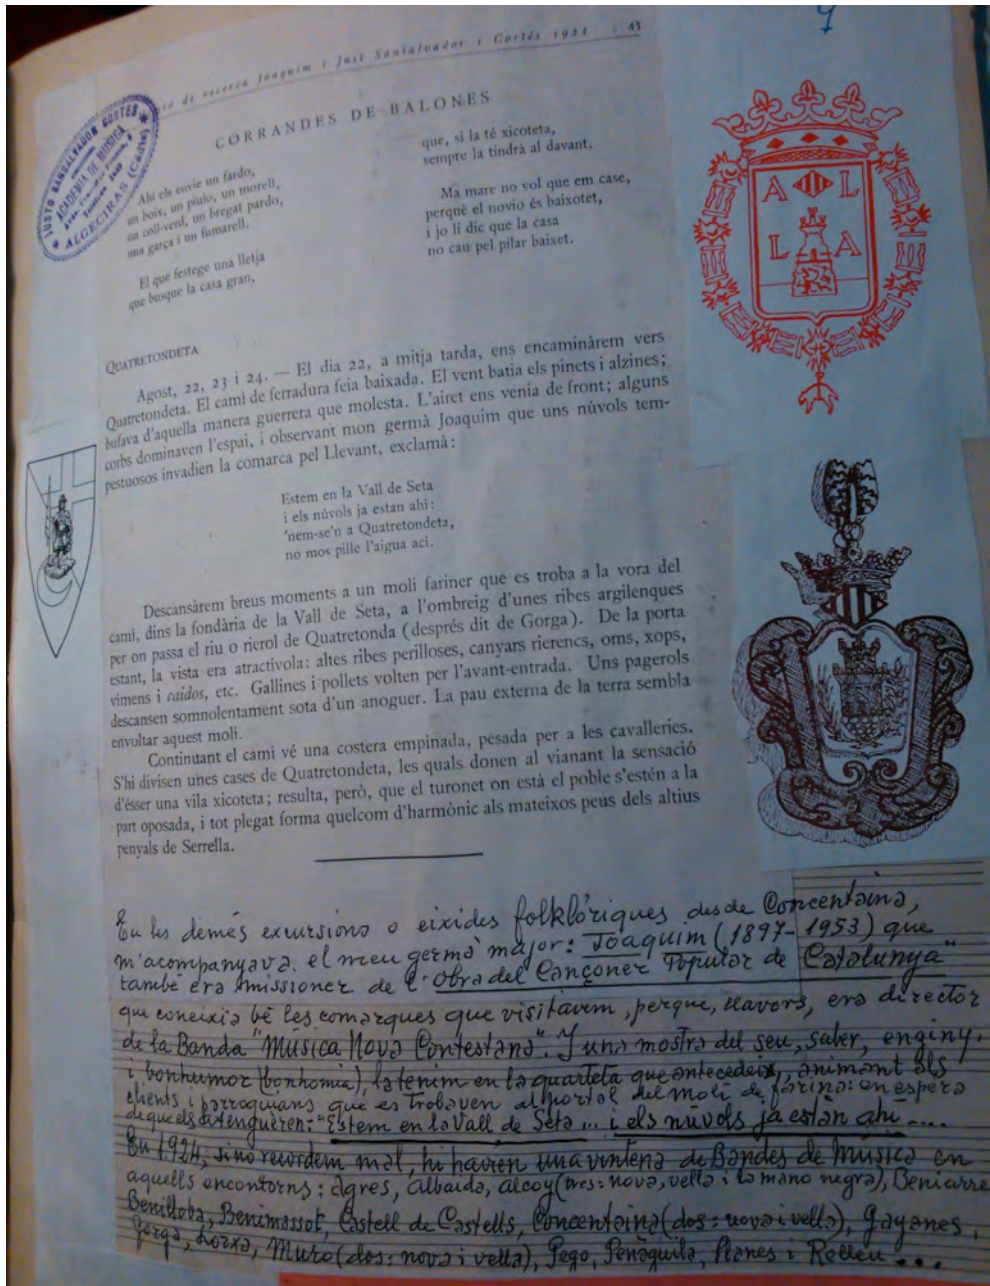 9
de recerca Joaquim i Just Sansalvador i Cortés 1924 43
JUSTO SANSALVADOR CORTES
ACADEMIA DE MUSICA
ALGECIRAS (Cádiz)
CORRANDES DE BALONES
Ahi els envie un fardo,
un boix, un piulo, un morell,
un coll-verd, un bregat pardo,
una garça i un fumarell.
El que festege una lletja
que busque la casa gran,
que, si la té xicoteta,
sempre la tindrà al davant.
Ma mare no vol que em case,
perquè el novio és baixotet,
i jo li dic que la casa
no cau pel pilar baixet.
A L
L A
QUATRETONDETA
Agost, 22, 23 i 24. — El dia 22, a mitja tarda, ens encaminàrem vers
Quatretondeta. El camí de ferradura feia baixada. El vent batia els pinets i alzines;
bufava d'aquella manera guerrera que molesta. L'airet ens venia de front; alguns
corbs dominaven l'espai, i observant mon germà Joaquim que uns núvols tem-
pestuosos invadien la comarca pel Llevant, exclamà:
Estem en la Vall de Seta
i els núvols ja estan ahi:
'nem-se'n a Quatretondeta,
no mos pille l'aigua aci.
Descansàrem breus moments a un molí fariner que es troba a la vora del
camí, dins la fondària de la Vall de Seta, a l'ombreig d'unes ribes argilenques
per on passa el riu o rierol de Quatretonda (després dit de Gorga). De la porta
estant, la vista era atractívola: altes ribes perilloses, canyars rierencs, oms, xops,
vímens i caidos, etc. Gallines i pollets volten per l'avant-entrada. Uns pagerols
descansen somnolentament sota d'un anoguer. La pau externa de la terra sembla
envoltar aquest molí.
Continuant el camí vé una costera empinada, pesada per a les cavalleries.
S'hi divisen unes cases de Quatretondeta, les quals donen al vianant la sensació
d'ésser una vila xicoteta; resulta, però, que el turonet on està el poble s'estén a la
part oposada, i tot plegat forma quelcom d'harmònic als mateixos peus dels altius
penyals de Serrella.
En les demés excursions o eixides folklòriques desde Concentaina,
m'acompanyava el meu germà major: Joaquim (1897-1953) que
també era missioner de l'"Obra del Cançoner Popular de Catalunya"
que coneixia bé les comarques que visitàvem, perque, llavors, era director
de la Banda "Musica Nova Contestana". Y una mostra del seu, saber, enginy,
i bonhumor (bonhomia), la tenim en la quarteta que antecedeix, animant als
clients i parroquians que es trobaven al portal del molí de farina: en espera
de que els atengueren: "Estem en la Vall de Seta ... i els núvols ja estàn ahi ....
En 1.924, si no recordem mal, hi havien una vintena de Bandes de Música en
aquells encontorns: Agres, Albaida, Alcoy (tres: nova, vella i la mano negra), Beniarre
Benilloba, Benimassot, Castell de Castells, Concentaina (dos: nova i vella), Gayanes,
Gorga, Lorxa, Muro (dos: nova i vella), Pego, Penàguila, Planes i Relleu ...